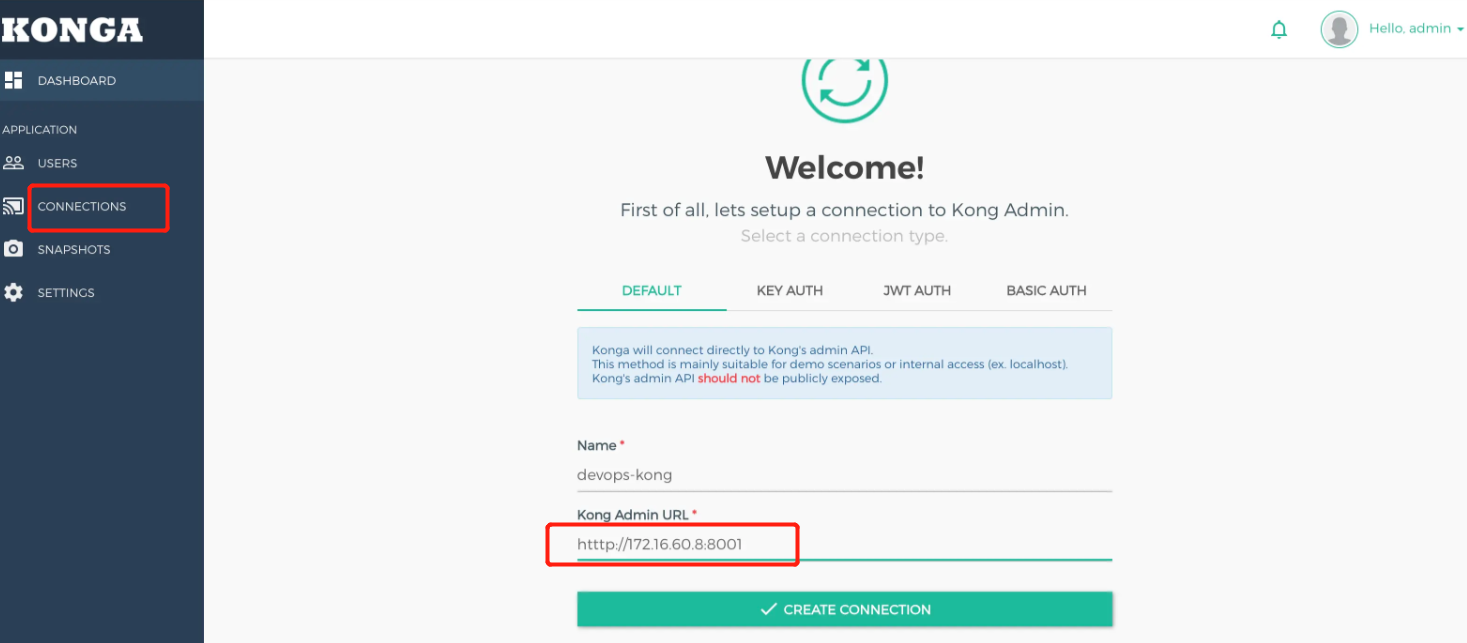 KONGA
Hello, admin
DASHBOARD
APPLICATION
USERS
CONNECTIONS
SNAPSHOTS
SETTINGS
Welcome!
First of all, lets setup a connection to Kong Admin.
Select a connection type.
DEFAULT KEY AUTH JWT AUTH BASIC AUTH
Konga will connect directly to Kong's admin API.
This method is mainly suitable for demo scenarios or internal access (ex. localhost).
Kong's admin API should not be publicly exposed.
Name *
devops-kong
Kong Admin URL *
htttp://172.16.60.8:8001
CREATE CONNECTION